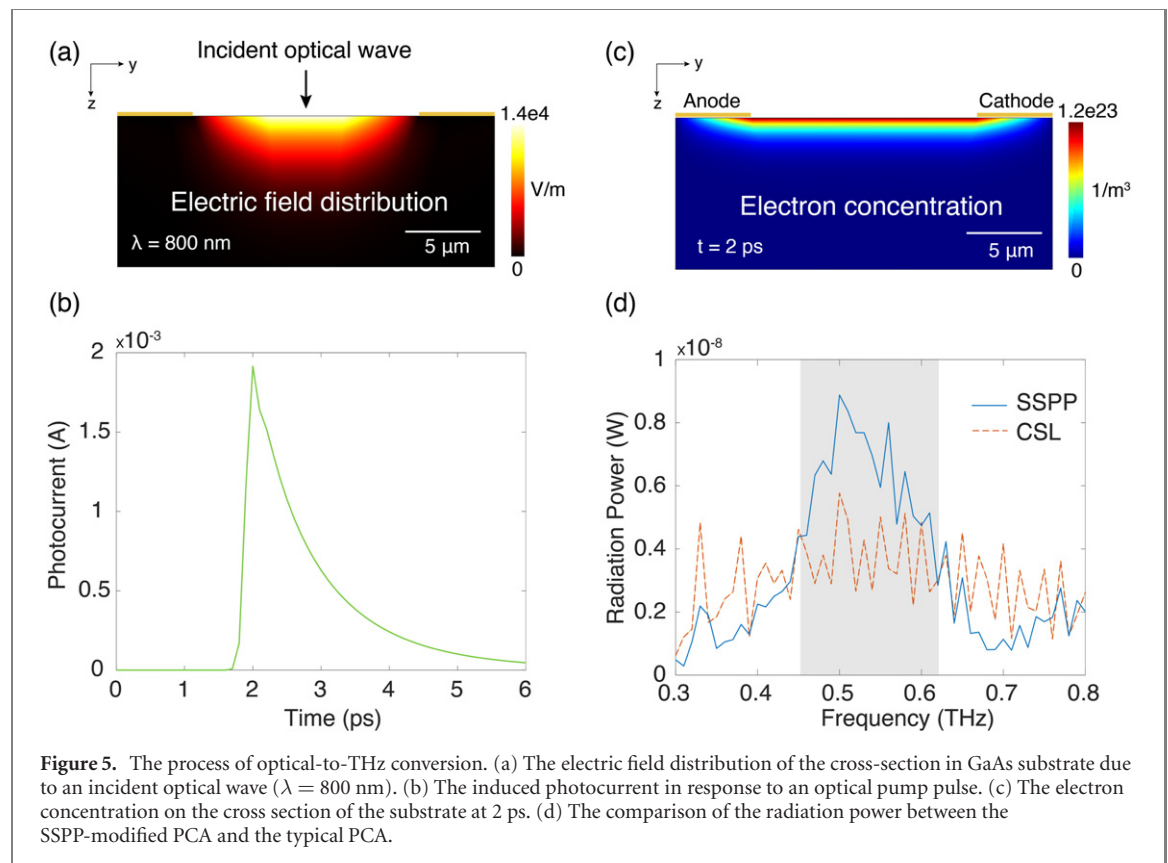 (a)
Incident optical wave
y
z
1.4e4
V/m
0
Electric field distribution
λ = 800 nm
5 μm
(c)
y
z
Anode
Cathode
1.2e23
1/m³
0
Electron concentration
t = 2 ps
5 μm
(b)
×10⁻³
2
1.5
1
0.5
0
Photocurrent (A)
0 1 2 3 4 5 6
Time (ps)
(d)
×10⁻⁸
1
0.8
0.6
0.4
0.2
0
Radiation Power (W)
SSPP
CSL
0.3 0.4 0.5 0.6 0.7 0.8
Frequency (THz)
Figure 5. The process of optical-to-THz conversion. (a) The electric field distribution of the cross-section in GaAs substrate due
to an incident optical wave (λ = 800 nm). (b) The induced photocurrent in response to an optical pump pulse. (c) The electron
concentration on the cross section of the substrate at 2 ps. (d) The comparison of the radiation power between the
SSPP-modified PCA and the typical PCA.